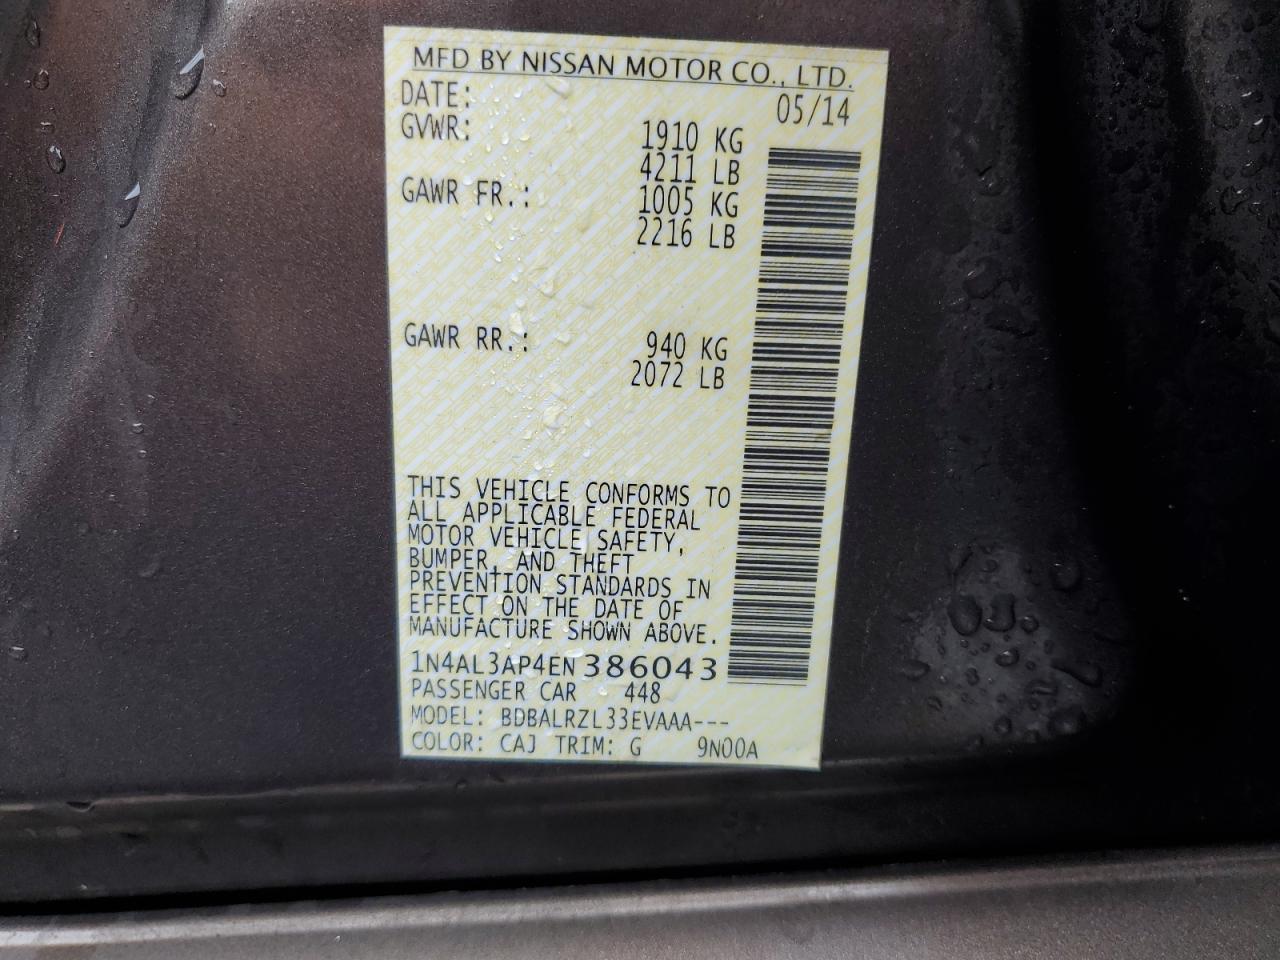 MFD BY NISSAN MOTOR CO., LTD.
DATE: 05/14
GVWR: 1910 KG
4211 LB
GAWR FR.: 1005 KG
2216 LB
GAWR RR.: 940 KG
2072 LB
THIS VEHICLE CONFORMS TO
ALL APPLICABLE FEDERAL
MOTOR VEHICLE SAFETY,
BUMPER, AND THEFT
PREVENTION STANDARDS IN
EFFECT ON THE DATE OF
MANUFACTURE SHOWN ABOVE.
1N4AL3AP4EN386043
PASSENGER CAR 448
MODEL: BDBALRZL33EVAAA---
COLOR: CAJ TRIM: G 9N00A